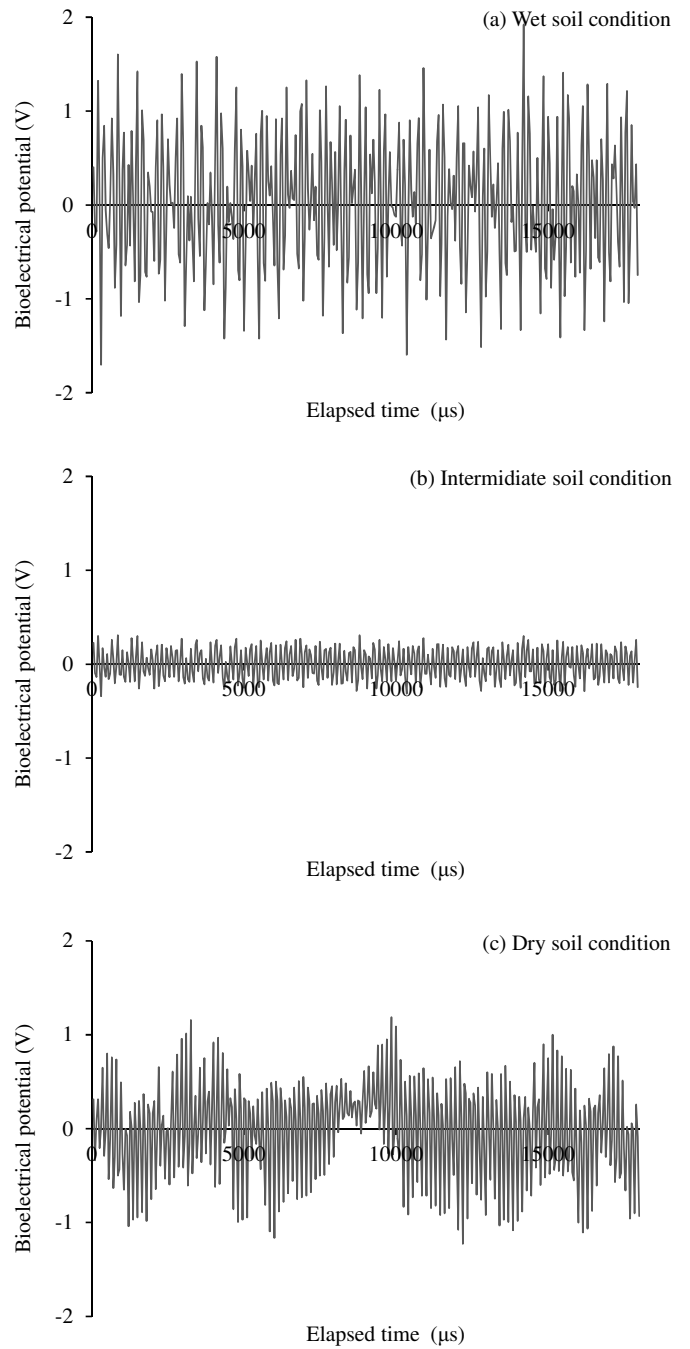 (a) Wet soil condition
2
1
0
-1
-2
0 5000 10000 15000
Bioelectrical potential (V)
Elapsed time (μs)
(b) Intermidiate soil condition
2
1
0
-1
-2
0 5000 10000 15000
Bioelectrical potential (V)
Elapsed time (μs)
(c) Dry soil condition
2
1
0
-1
-2
0 5000 10000 15000
Bioelectrical potential (V)
Elapsed time (μs)